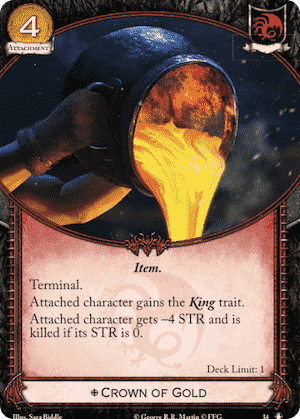 4
ATTACHMENT
Item.
Terminal.
Attached character gains the King trait.
Attached character gets –4 STR and is
killed if its STR is 0.
Deck Limit: 1
CROWN OF GOLD
Illus. Sara Biddle © George R.R. Martin © FFG 34